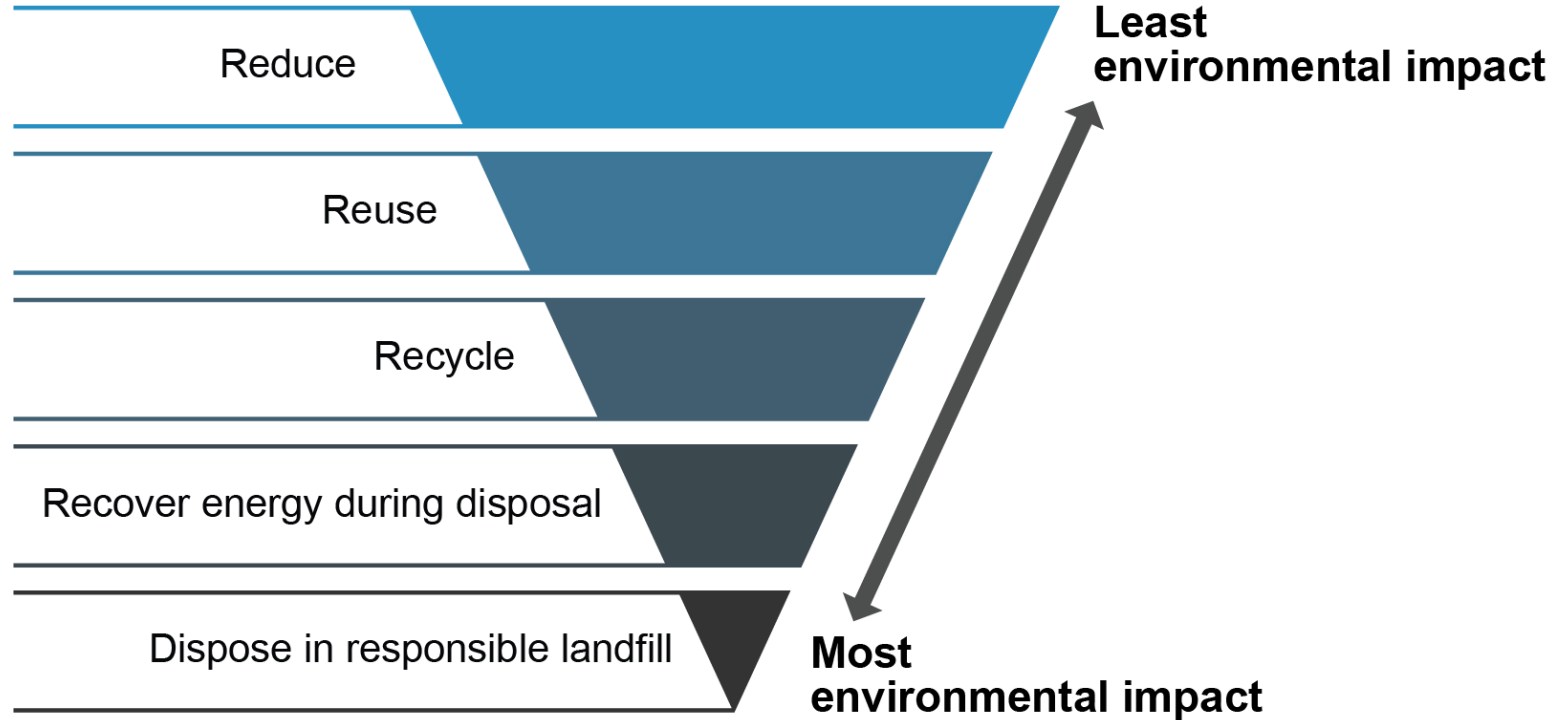 Least
environmental impact
Reduce
Reuse
Recycle
Recover energy during disposal
Dispose in responsible landfill
Most
environmental impact